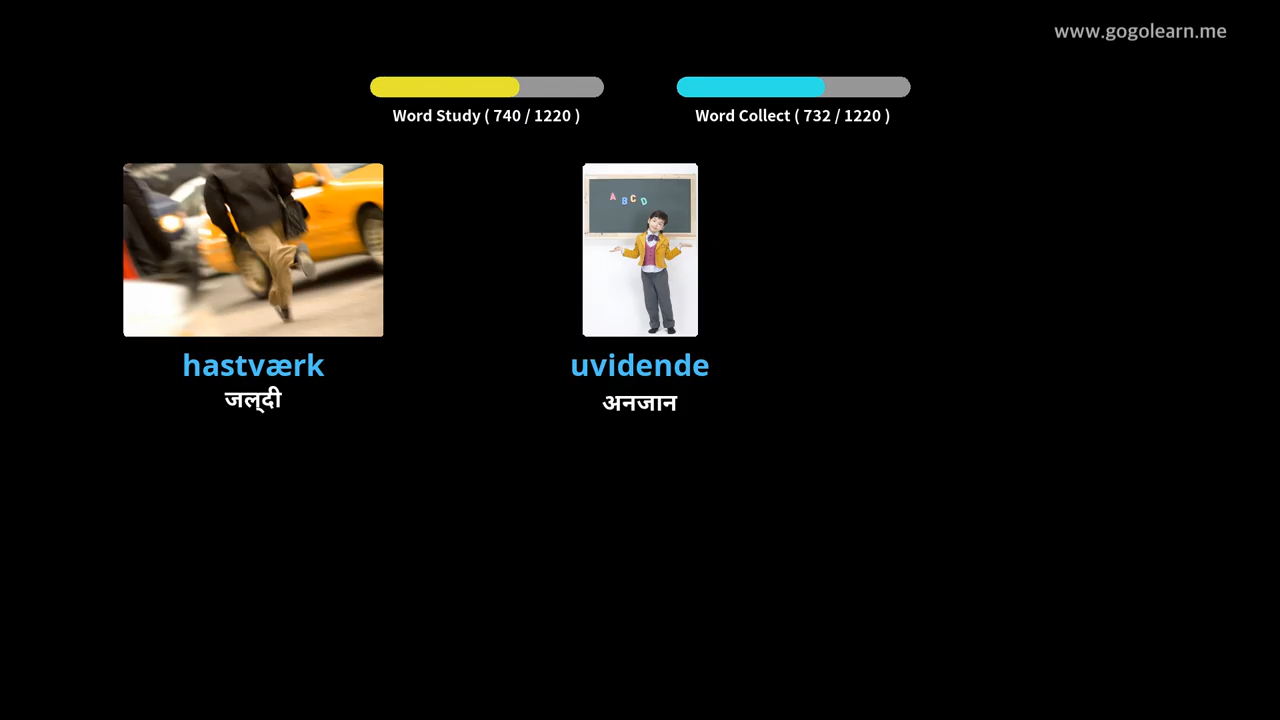 www.gogolearn.me
Word Study ( 740 / 1220 )
Word Collect ( 732 / 1220 )
A B C D
hastværk
uvidende
जल्दी
अनजान